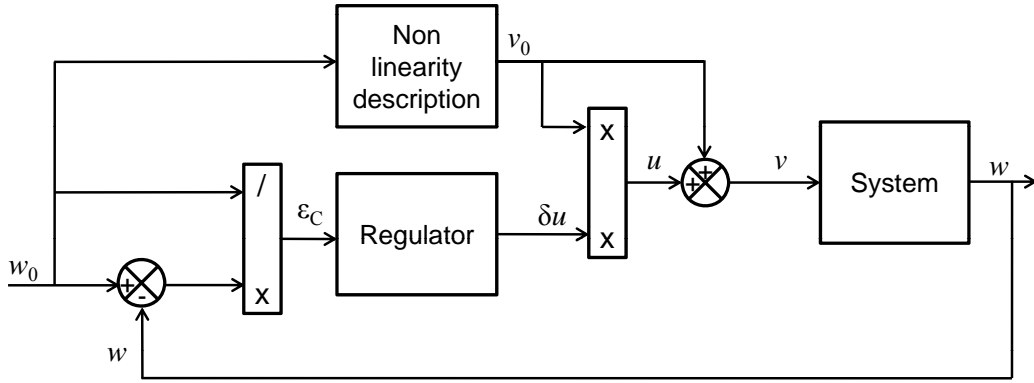 Non
linearity
description
v0
x
x
u
+
+
v
System
w
/
x
εC
Regulator
δu
w0
+
-
w